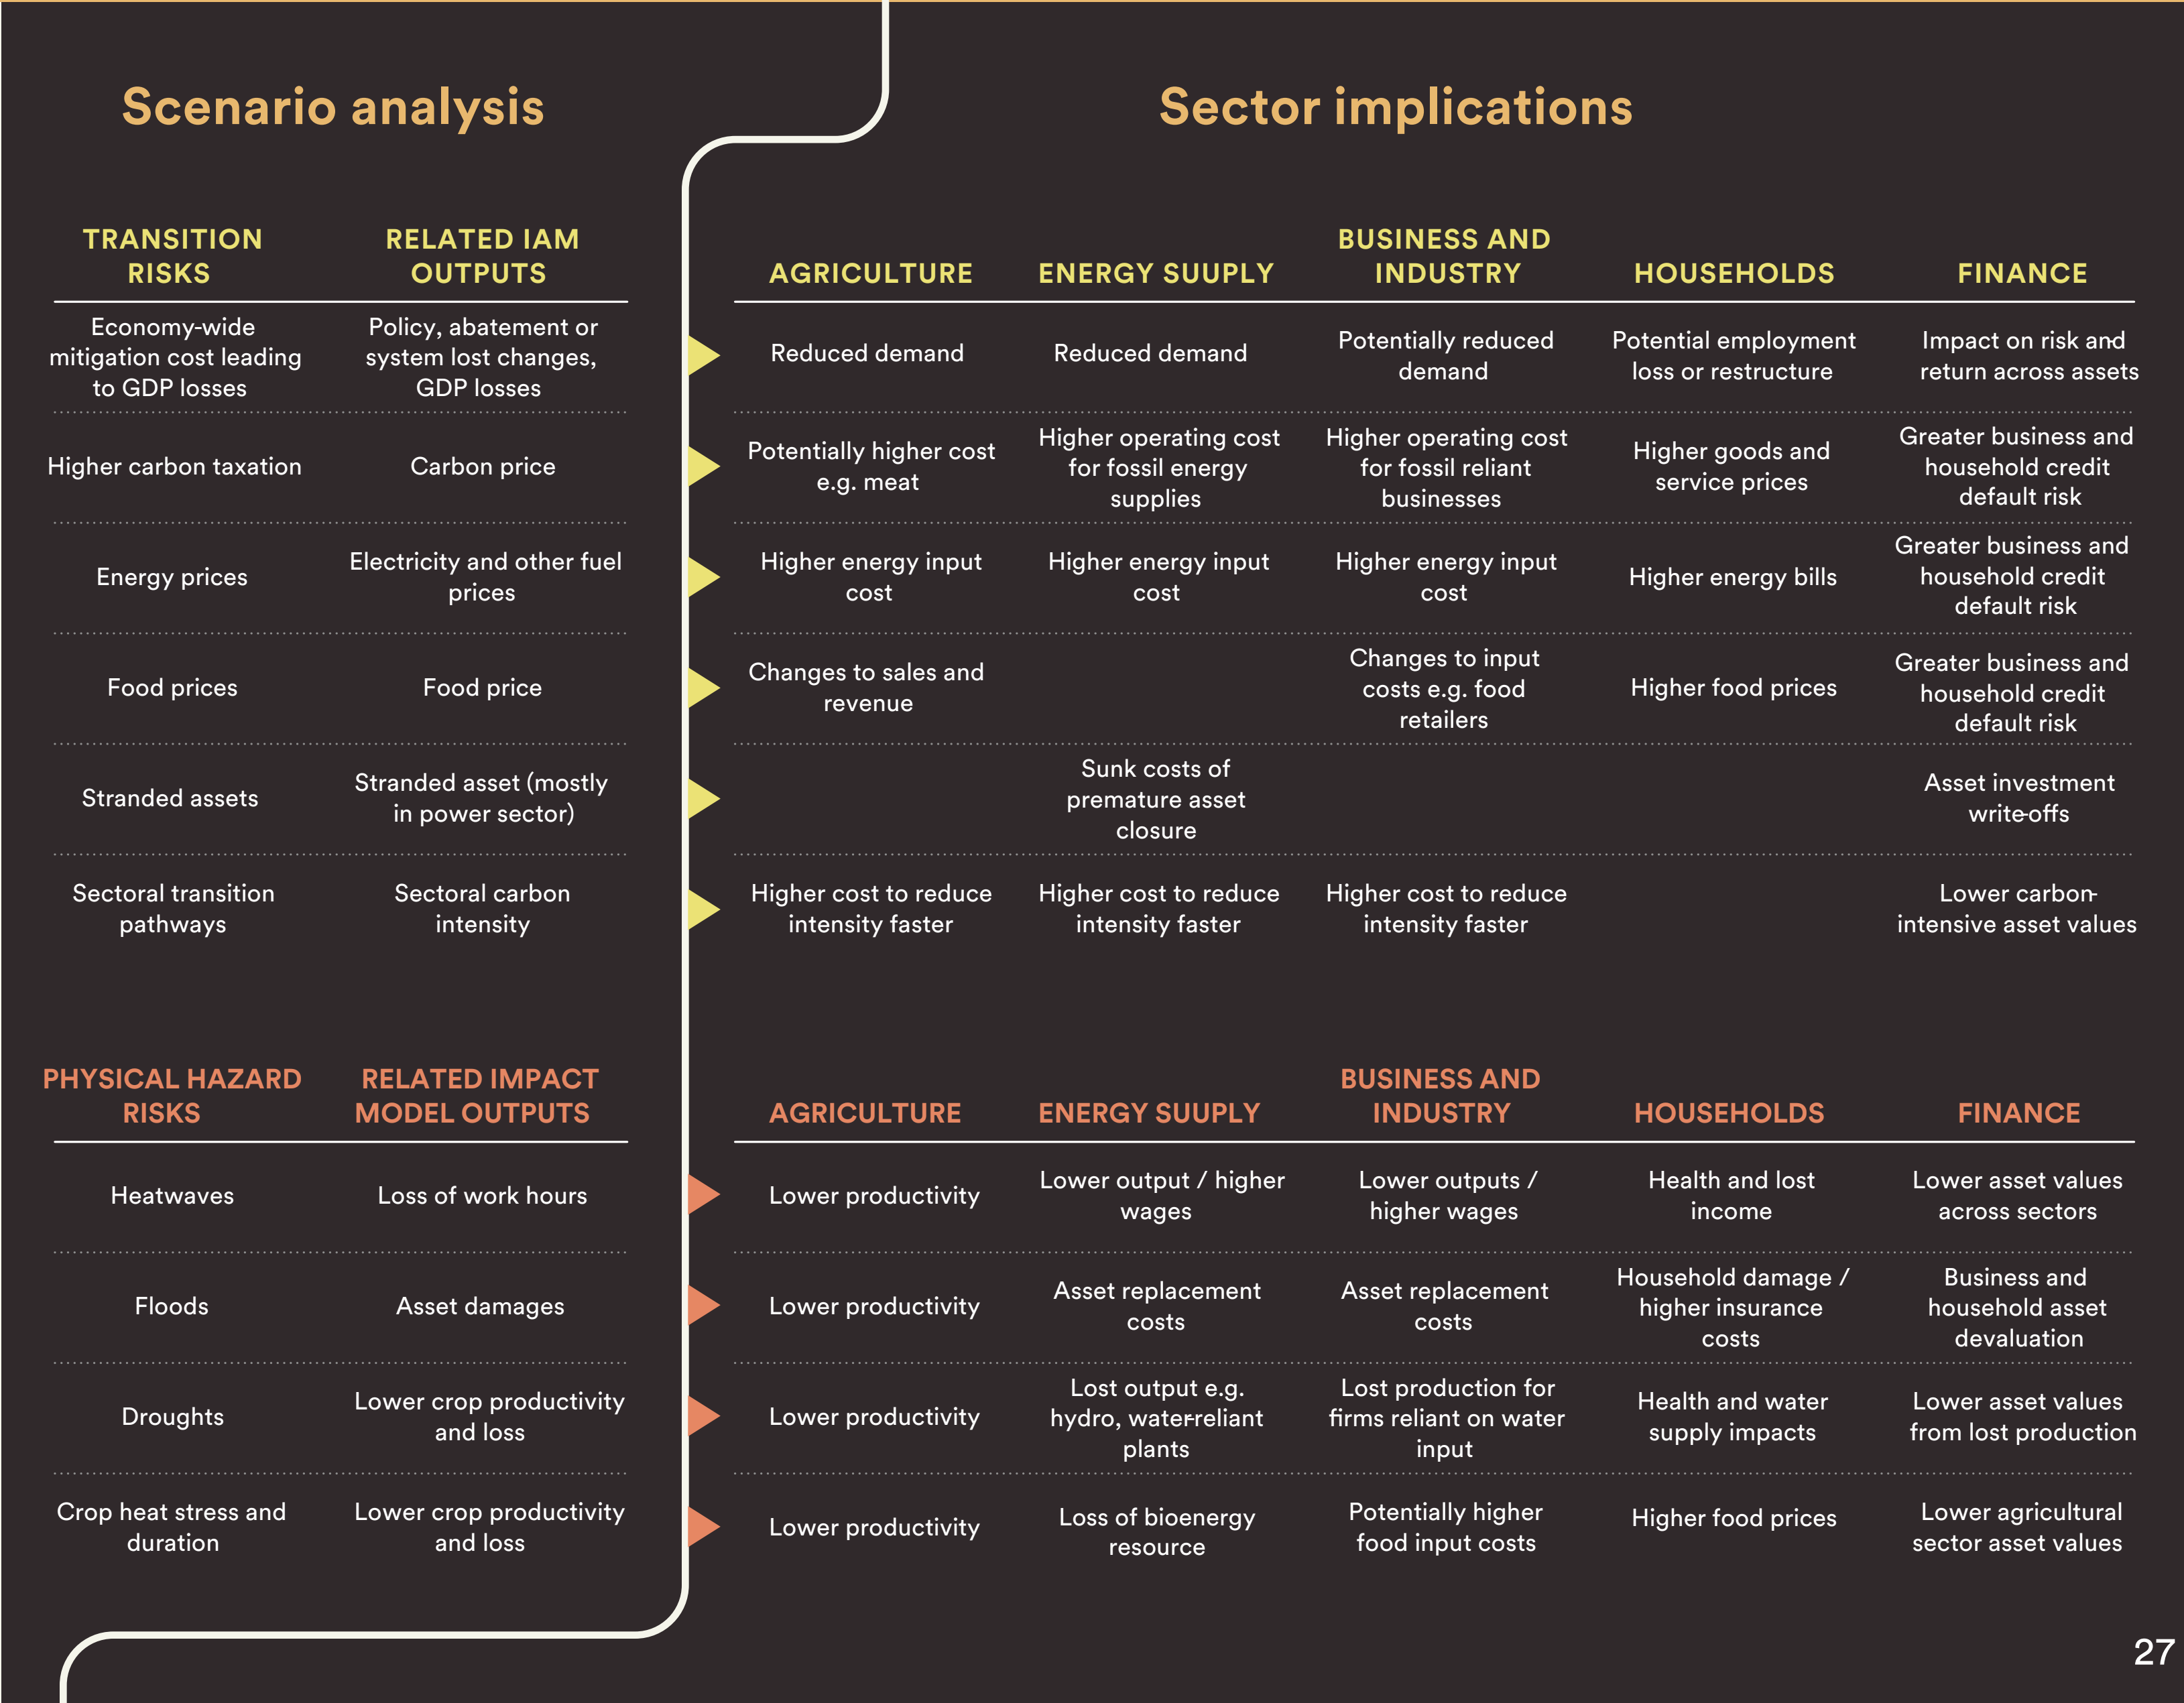 Scenario analysis
Sector implications
TRANSITION
RISKS
RELATED IAM
OUTPUTS
AGRICULTURE
ENERGY SUUPLY
BUSINESS AND
INDUSTRY
HOUSEHOLDS
FINANCE
Economy-wide
mitigation cost leading
to GDP losses
Policy, abatement or
system lost changes,
GDP losses
Reduced demand
Reduced demand
Potentially reduced
demand
Potential employment
loss or restructure
Impact on risk and
return across assets
Higher carbon taxation
Carbon price
Potentially higher cost
e.g. meat
Higher operating cost
for fossil energy
supplies
Higher operating cost
for fossil reliant
businesses
Higher goods and
service prices
Greater business and
household credit
default risk
Energy prices
Electricity and other fuel
prices
Higher energy input
cost
Higher energy input
cost
Higher energy input
cost
Higher energy bills
Greater business and
household credit
default risk
Food prices
Food price
Changes to sales and
revenue
Changes to input
costs e.g. food
retailers
Higher food prices
Greater business and
household credit
default risk
Stranded assets
Stranded asset (mostly
in power sector)
Sunk costs of
premature asset
closure
Asset investment
write-offs
Sectoral transition
pathways
Sectoral carbon
intensity
Higher cost to reduce
intensity faster
Higher cost to reduce
intensity faster
Higher cost to reduce
intensity faster
Lower carbon-
intensive asset values
PHYSICAL HAZARD
RISKS
RELATED IMPACT
MODEL OUTPUTS
AGRICULTURE
ENERGY SUUPLY
BUSINESS AND
INDUSTRY
HOUSEHOLDS
FINANCE
Heatwaves
Loss of work hours
Lower productivity
Lower output / higher
wages
Lower outputs /
higher wages
Health and lost
income
Lower asset values
across sectors
Floods
Asset damages
Lower productivity
Asset replacement
costs
Asset replacement
costs
Household damage /
higher insurance
costs
Business and
household asset
devaluation
Droughts
Lower crop productivity
and loss
Lower productivity
Lost output e.g.
hydro, water-reliant
plants
Lost production for
firms reliant on water
input
Health and water
supply impacts
Lower asset values
from lost production
Crop heat stress and
duration
Lower crop productivity
and loss
Lower productivity
Loss of bioenergy
resource
Potentially higher
food input costs
Higher food prices
Lower agricultural
sector asset values
27